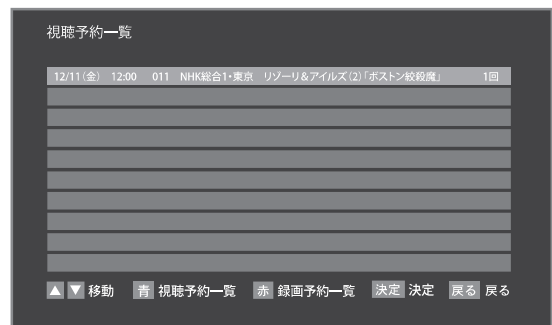 視聴予約一覧
12/11(金) 12:00 011 NHK総合1・東京 リゾーリ&アイルズ(2)「ボストン絞殺魔」 1回
▲ ▼ 移動 青 視聴予約一覧 赤 録画予約一覧 決定 決定 戻る 戻る